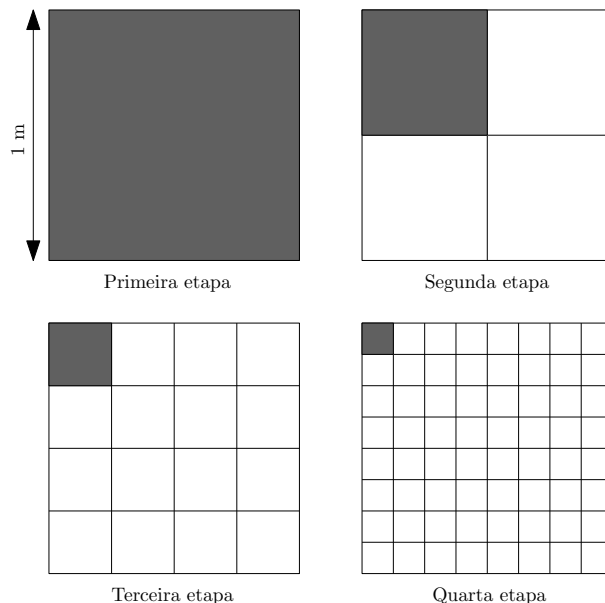 1 m
Primeira etapa
Segunda etapa
Terceira etapa
Quarta etapa